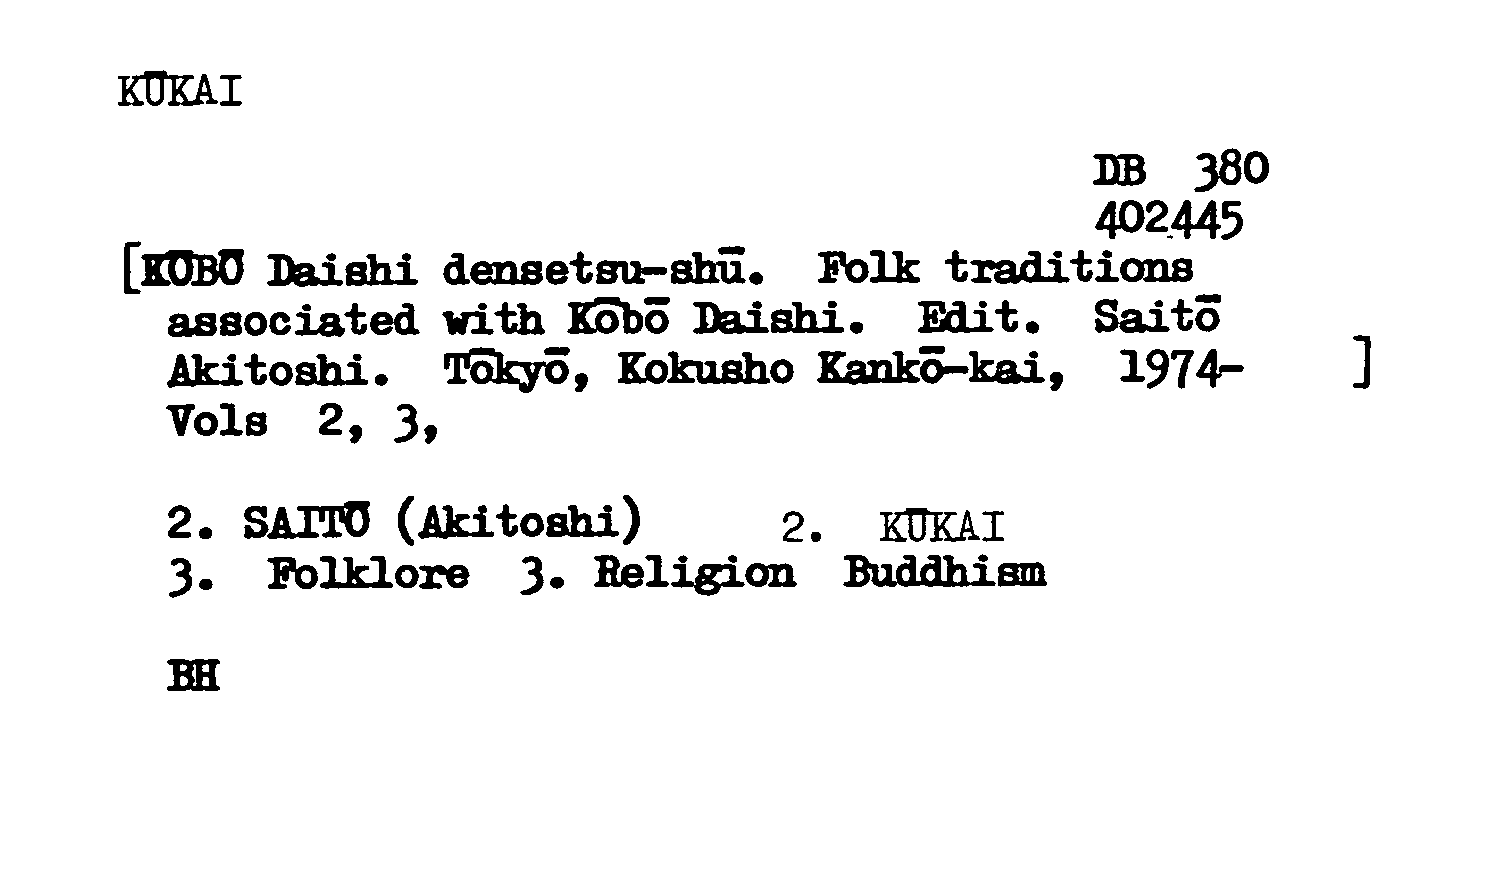 KŪKAI
DB 380
402445
[KŌBŌ Daishi densetsu-shū. Folk traditions
associated with Kōbō Daishi. Edit. Saitō
Akitoshi. Tōkyō, Kokusho Kankō-kai, 1974- ]
Vols 2, 3,
2. SAITŌ (Akitoshi) 2. KŪKAI
3. Folklore 3. Religion Buddhism
BH